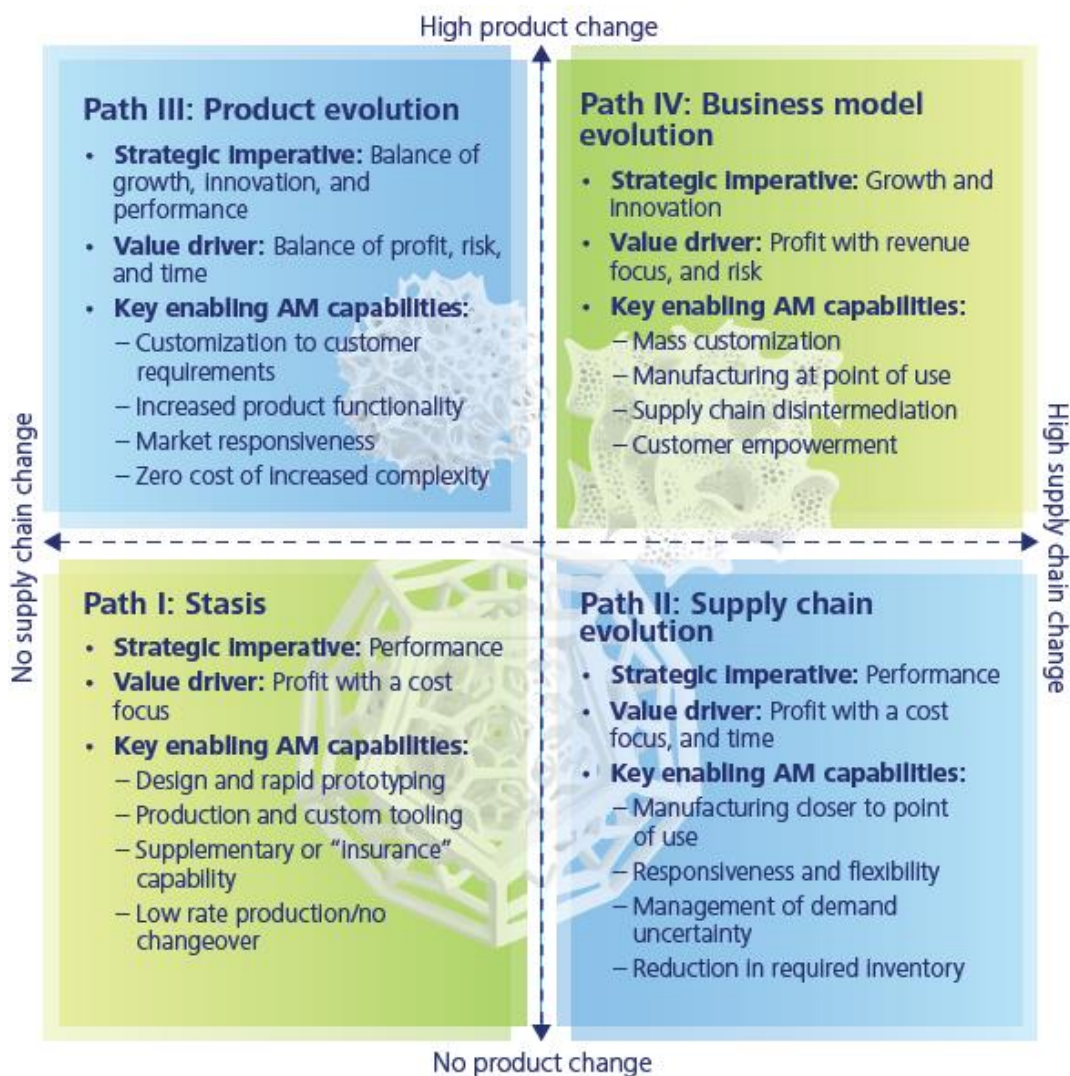 High product change
Path III: Product evolution
• Strategic imperative: Balance of
growth, innovation, and
performance
• Value driver: Balance of profit, risk,
and time
• Key enabling AM capabilities:
– Customization to customer
requirements
– Increased product functionality
– Market responsiveness
– Zero cost of increased complexity
Path IV: Business model
evolution
• Strategic imperative: Growth and
innovation
• Value driver: Profit with revenue
focus, and risk
• Key enabling AM capabilities:
– Mass customization
– Manufacturing at point of use
– Supply chain disintermediation
– Customer empowerment
No supply chain change
High supply chain change
Path I: Stasis
• Strategic imperative: Performance
• Value driver: Profit with a cost
focus
• Key enabling AM capabilities:
– Design and rapid prototyping
– Production and custom tooling
– Supplementary or “insurance”
capability
– Low rate production/no
changeover
Path II: Supply chain
evolution
• Strategic imperative: Performance
• Value driver: Profit with a cost
focus, and time
• Key enabling AM capabilities:
– Manufacturing closer to point
of use
– Responsiveness and flexibility
– Management of demand
uncertainty
– Reduction in required inventory
No product change